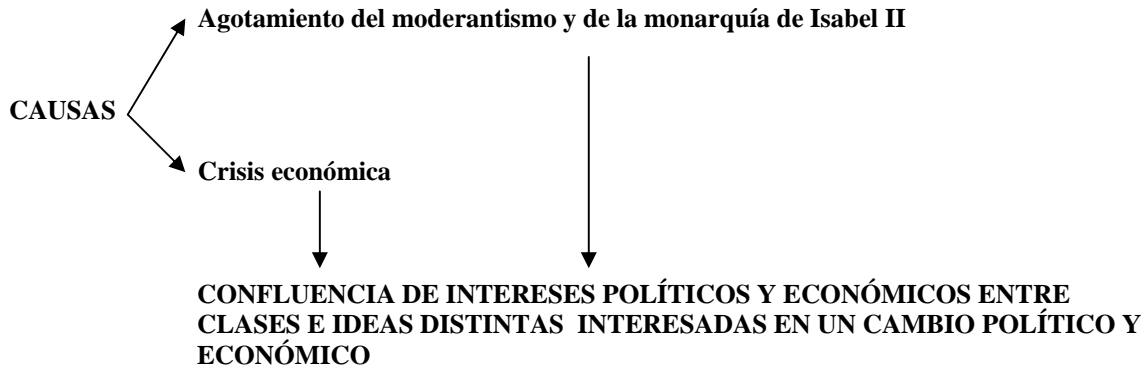 Agotamiento del moderantismo y de la monarquía de Isabel II
CAUSAS
Crisis económica
CONFLUENCIA DE INTERESES POLÍTICOS Y ECONÓMICOS ENTRE
CLASES E IDEAS DISTINTAS INTERESADAS EN UN CAMBIO POLÍTICO Y
ECONÓMICO